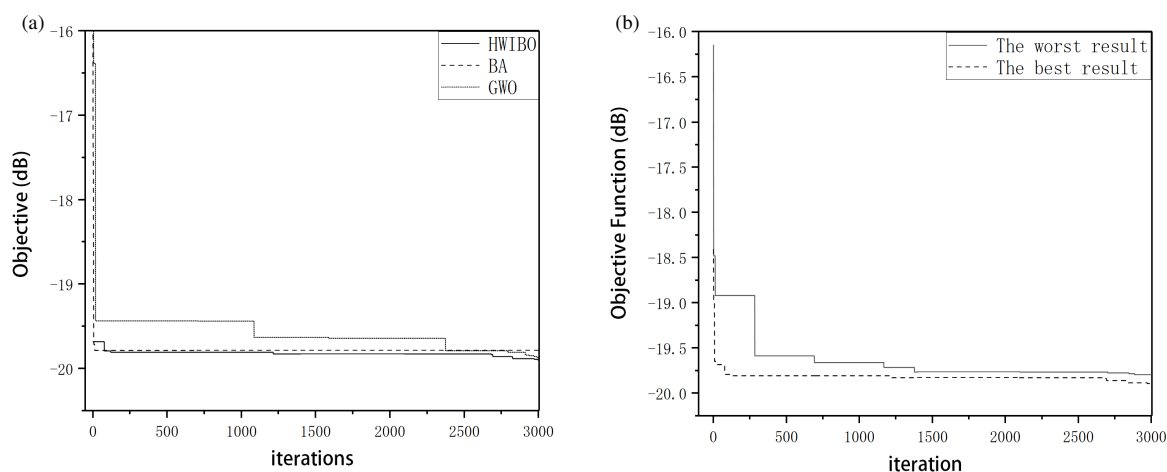 (a)
HWIBO
BA
GWO
-16
-17
-18
-19
-20
Objective (dB)
0
500
1000
1500
2000
2500
3000
iterations
(b)
The worst result
The best result
-16.0
-16.5
-17.0
-17.5
-18.0
-18.5
-19.0
-19.5
-20.0
Objective Function (dB)
0
500
1000
1500
2000
2500
3000
iteration